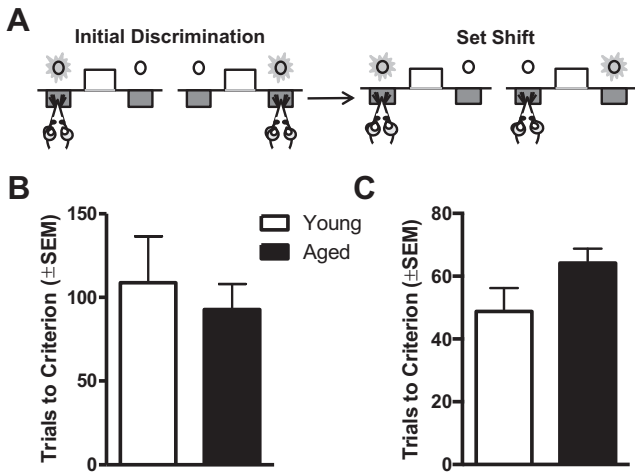 A
Initial Discrimination
Set Shift
B
Trials to Criterion (±SEM)
150
100
50
0
Young
Aged
C
Trials to Criterion (±SEM)
80
60
40
20
0